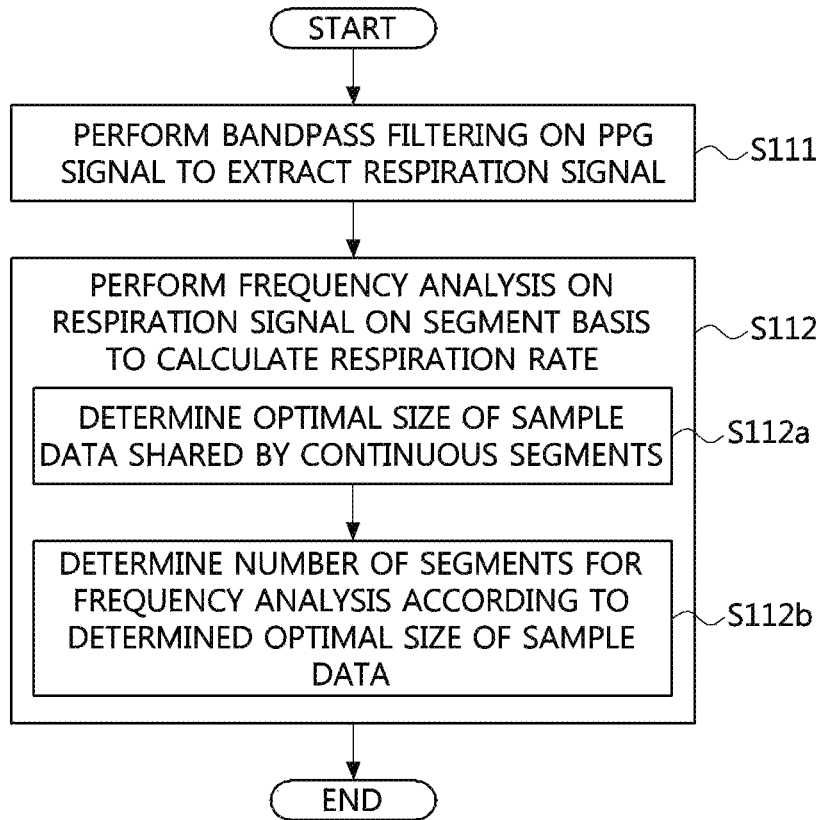 START
PERFORM BANDPASS FILTERING ON PPG
SIGNAL TO EXTRACT RESPIRATION SIGNAL
S111
PERFORM FREQUENCY ANALYSIS ON
RESPIRATION SIGNAL ON SEGMENT BASIS
TO CALCULATE RESPIRATION RATE
S112
DETERMINE OPTIMAL SIZE OF SAMPLE
DATA SHARED BY CONTINUOUS SEGMENTS
S112a
DETERMINE NUMBER OF SEGMENTS FOR
FREQUENCY ANALYSIS ACCORDING TO
DETERMINED OPTIMAL SIZE OF SAMPLE
DATA
S112b
END